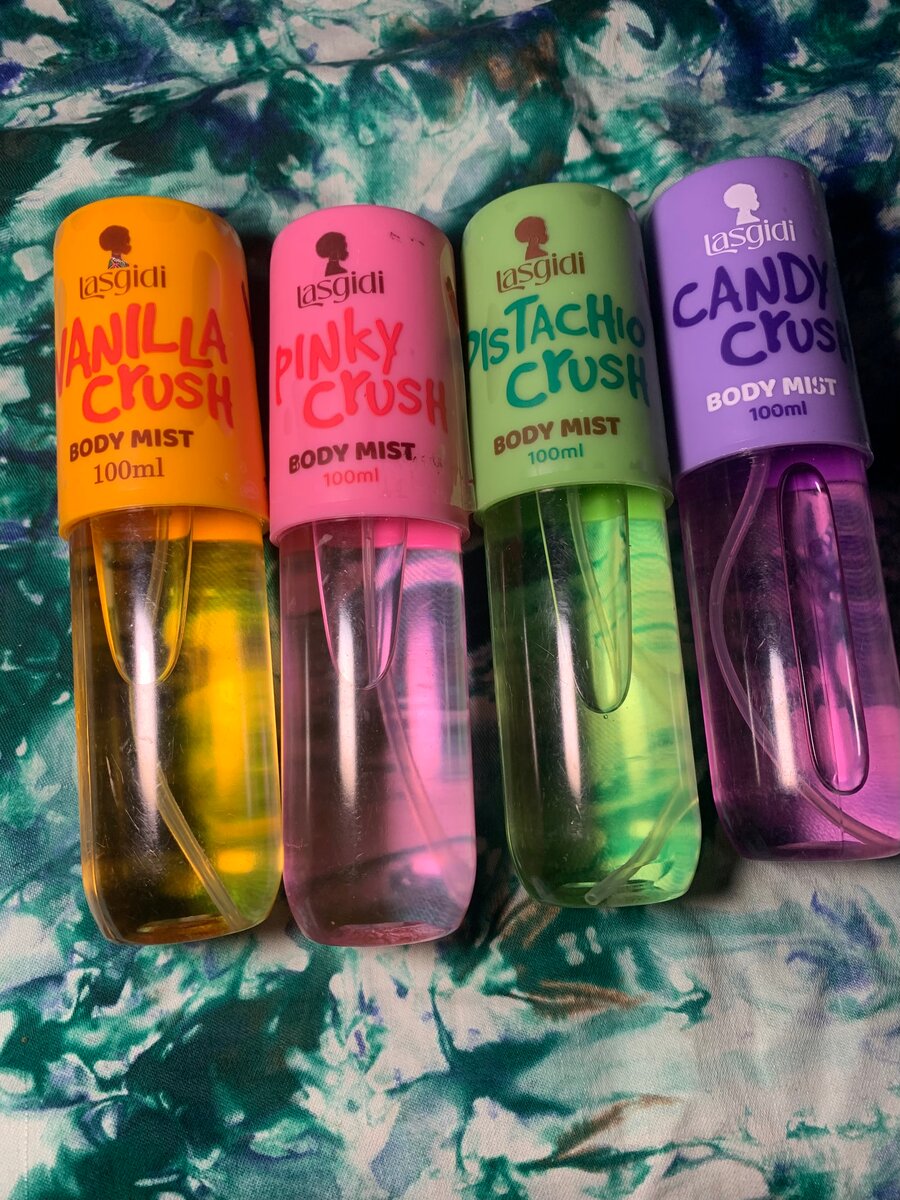 Lasgidi
VANILLA
CRUSH
BODY MIST
100ml
Lasgidi
PINKY
CRUSH
BODY MIST
100ml
Lasgidi
PISTACHIO
CRUSH
BODY MIST
100ml
Lasgidi
CANDY
CRUSH
BODY MIST
100ml